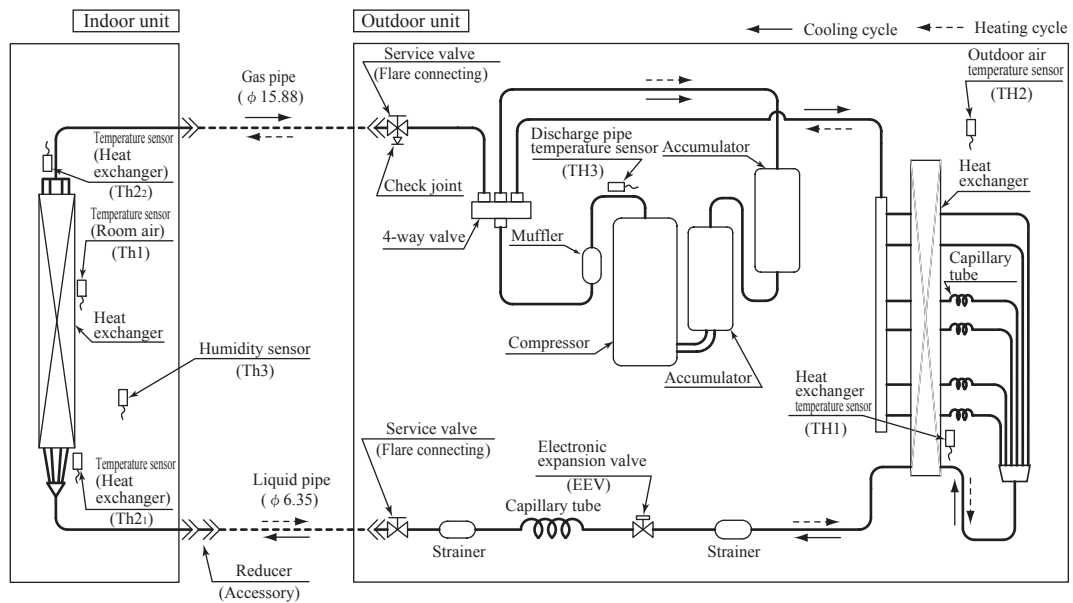 Indoor unit
Outdoor unit
Cooling cycle
Heating cycle
Service valve
(Flare connecting)
Gas pipe
( φ 15.88)
Outdoor air
temperature sensor
(TH2)
Temperature sensor
(Heat
exchanger)
(Th2₂)
Check joint
Discharge pipe
temperature sensor
(TH3)
Accumulator
Heat
exchanger
Temperature sensor
(Room air)
(Th1)
4-way valve
Muffler
Capillary
tube
Heat
exchanger
Compressor
Humidity sensor
(Th3)
Accumulator
Heat
exchanger
temperature sensor
(TH1)
Service valve
(Flare connecting)
Electronic
expansion valve
(EEV)
Temperature sensor
(Heat
exchanger)
(Th2₁)
Liquid pipe
( φ 6.35)
Capillary tube
Strainer
Strainer
Reducer
(Accessory)